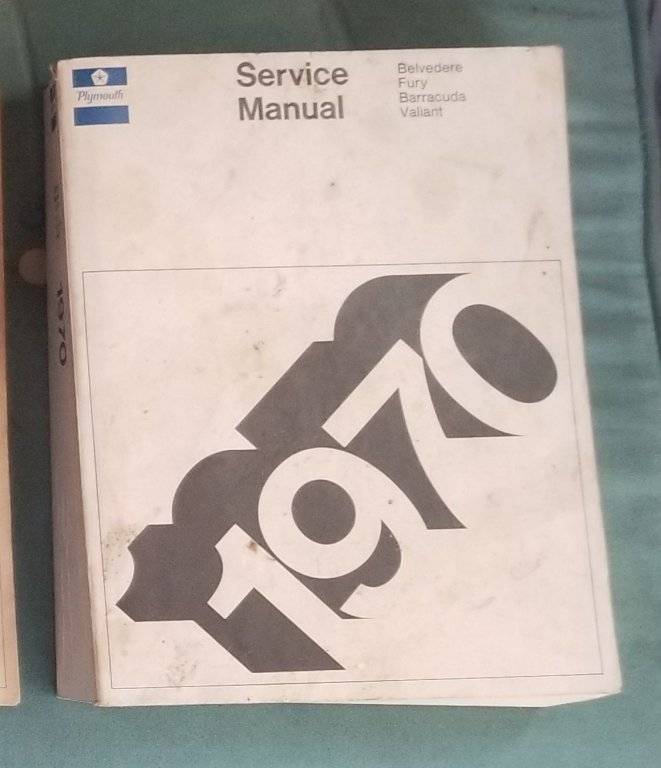 Plymouth
Service
Manual
Belvedere
Fury
Barracuda
Valiant
1970
1970